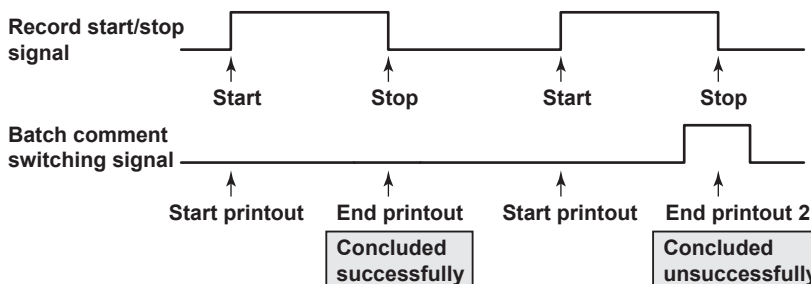 Record start/stop
signal
Start
Stop
Start
Stop
Batch comment
switching signal
Start printout
End printout
Start printout
End printout 2
Concluded
successfully
Concluded
unsuccessfully